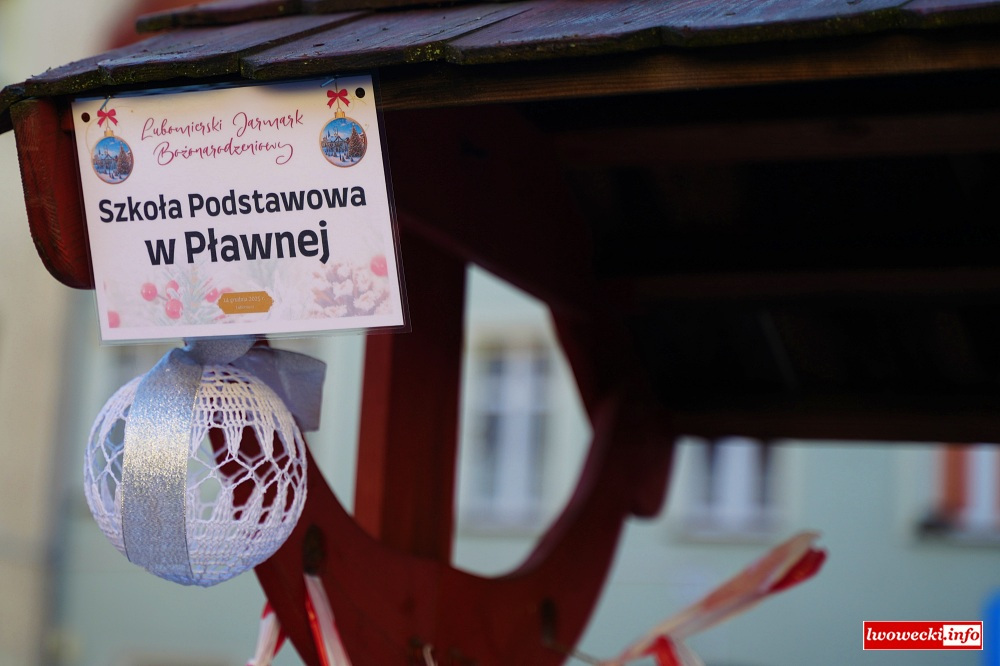 Lubomierski Jarmark
Bożonarodzeniowy
Szkoła Podstawowa
w Pławnej
lwowecki.info